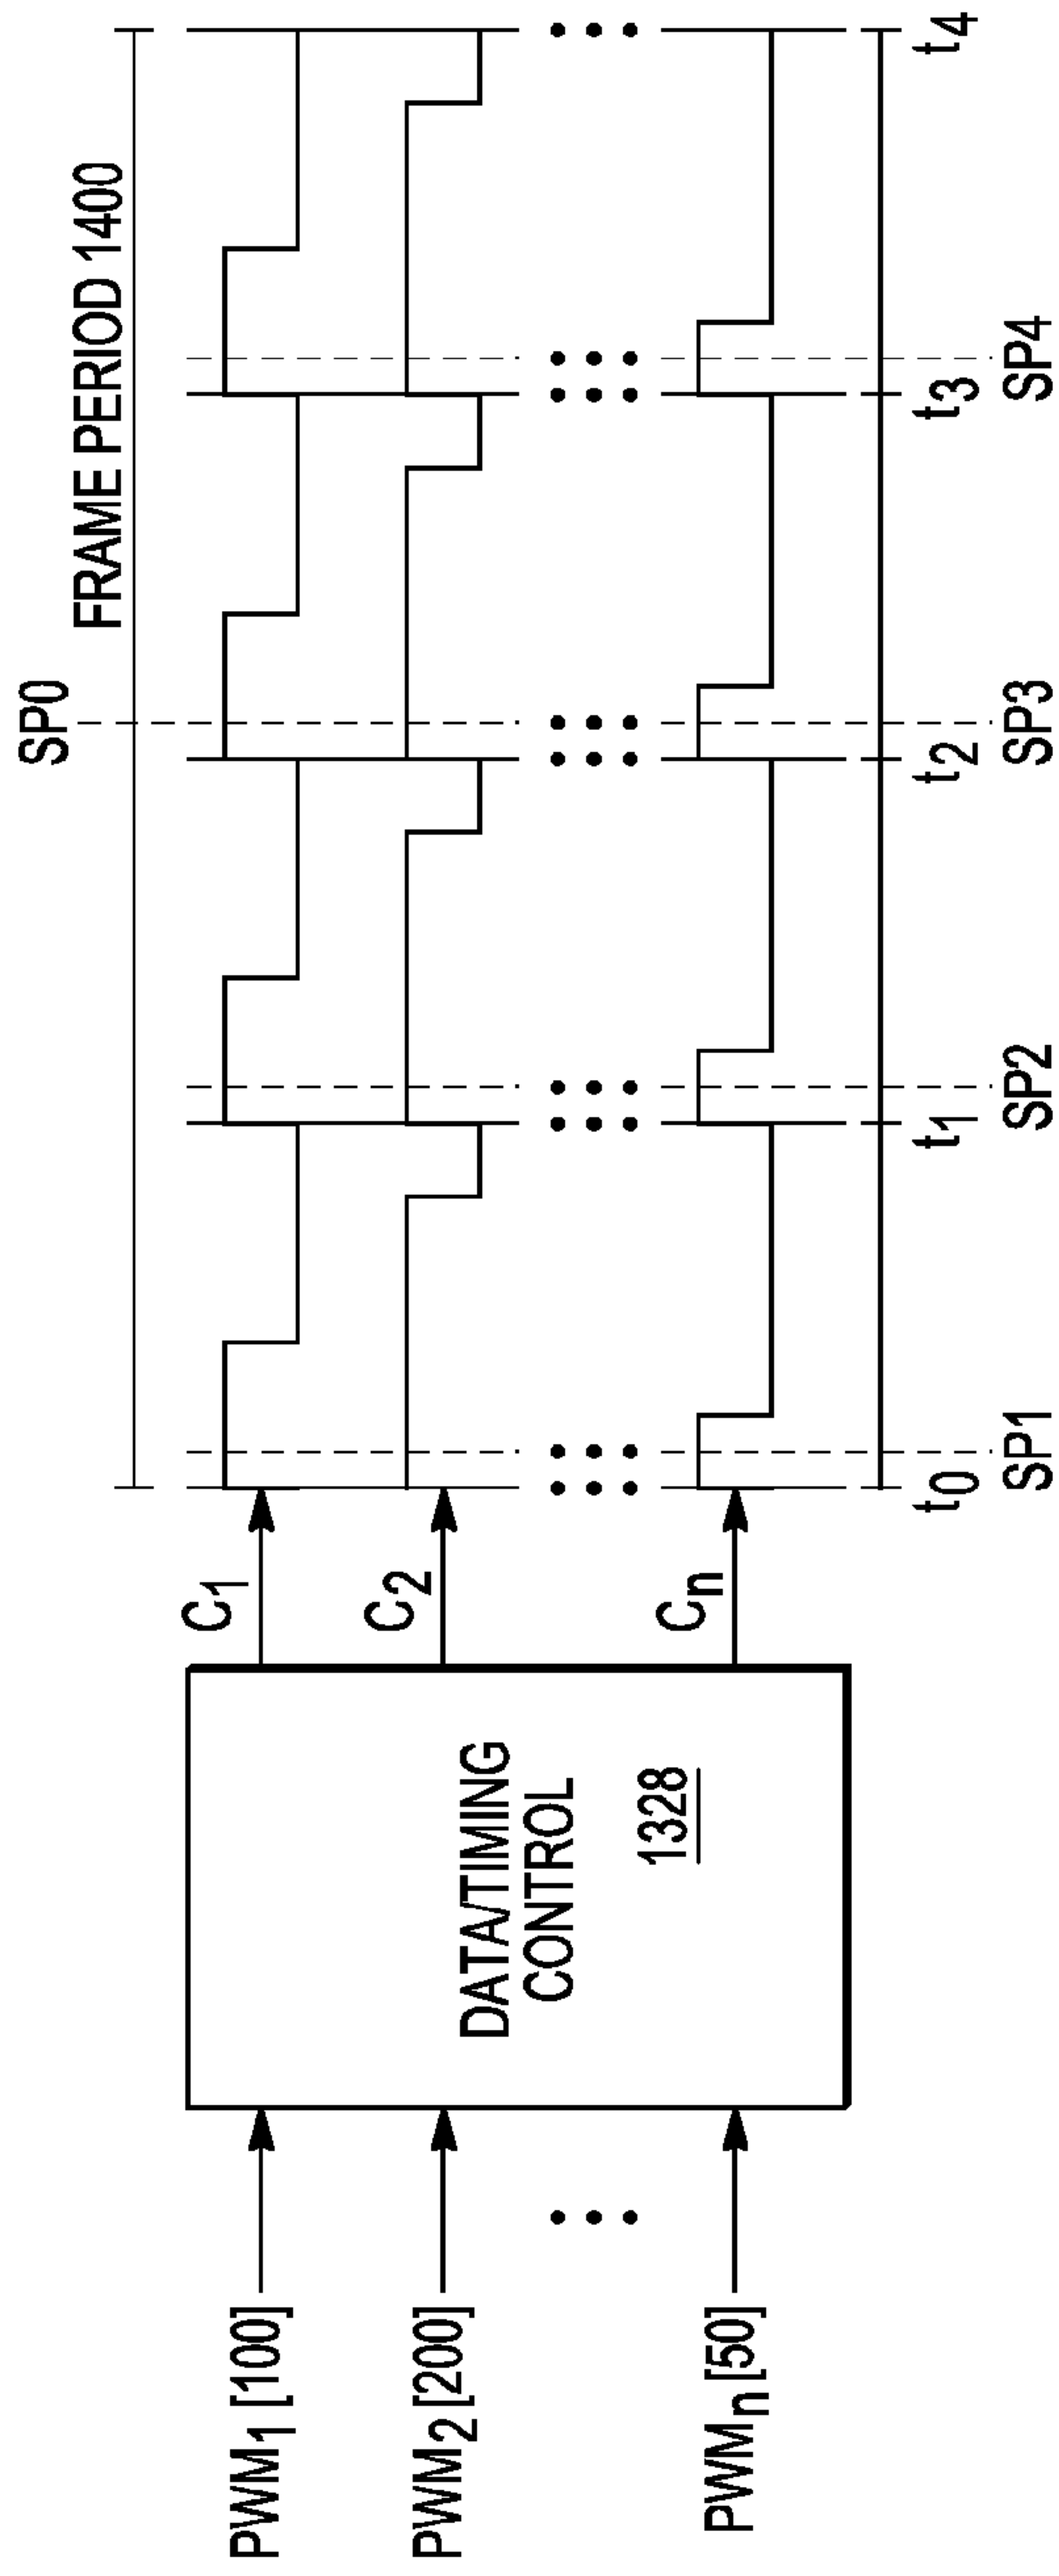 SP0
FRAME PERIOD 1400
PWM1 [100]
C1
PWM2 [200]
C2
DATA/TIMING
CONTROL
1328
PWMn [50]
Cn
t0 t1 t2 t3 t4
SP1 SP2 SP3 SP4